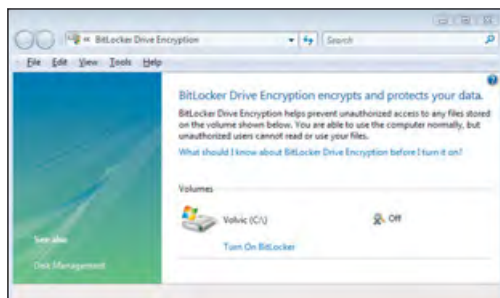 « BitLocker Drive Encryption
Search
File Edit View Tools Help
BitLocker Drive Encryption encrypts and protects your data.
BitLocker Drive Encryption helps prevent unauthorized access to any files stored
on the volume shown below. You are able to use the computer normally, but
unauthorized users cannot read or use your files.
What should I know about BitLocker Drive Encryption before I turn it on?
Volumes
Volvic (C:\) Off
Turn On BitLocker
See also
Disk Management